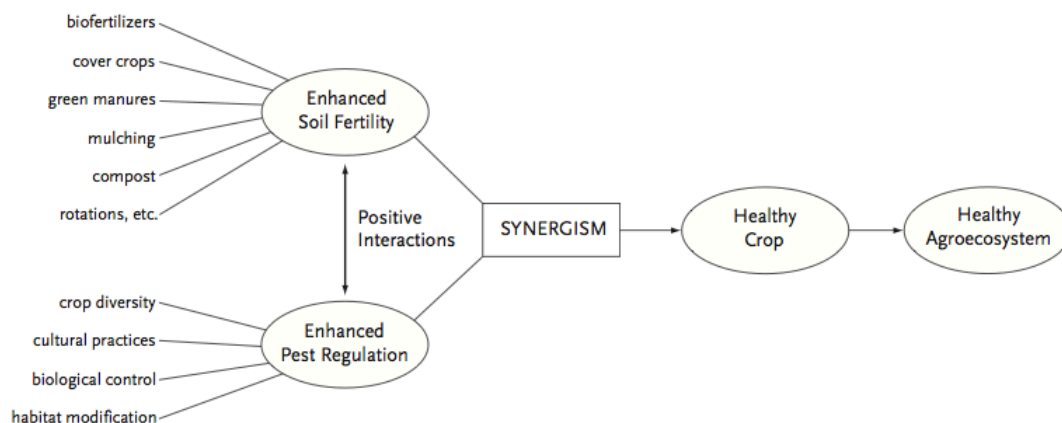 biofertilizers
cover crops
green manures
mulching
compost
rotations, etc.
Enhanced
Soil Fertility
Positive
Interactions
SYNERGISM
Healthy
Crop
Healthy
Agroecosystem
crop diversity
cultural practices
biological control
habitat modification
Enhanced
Pest Regulation